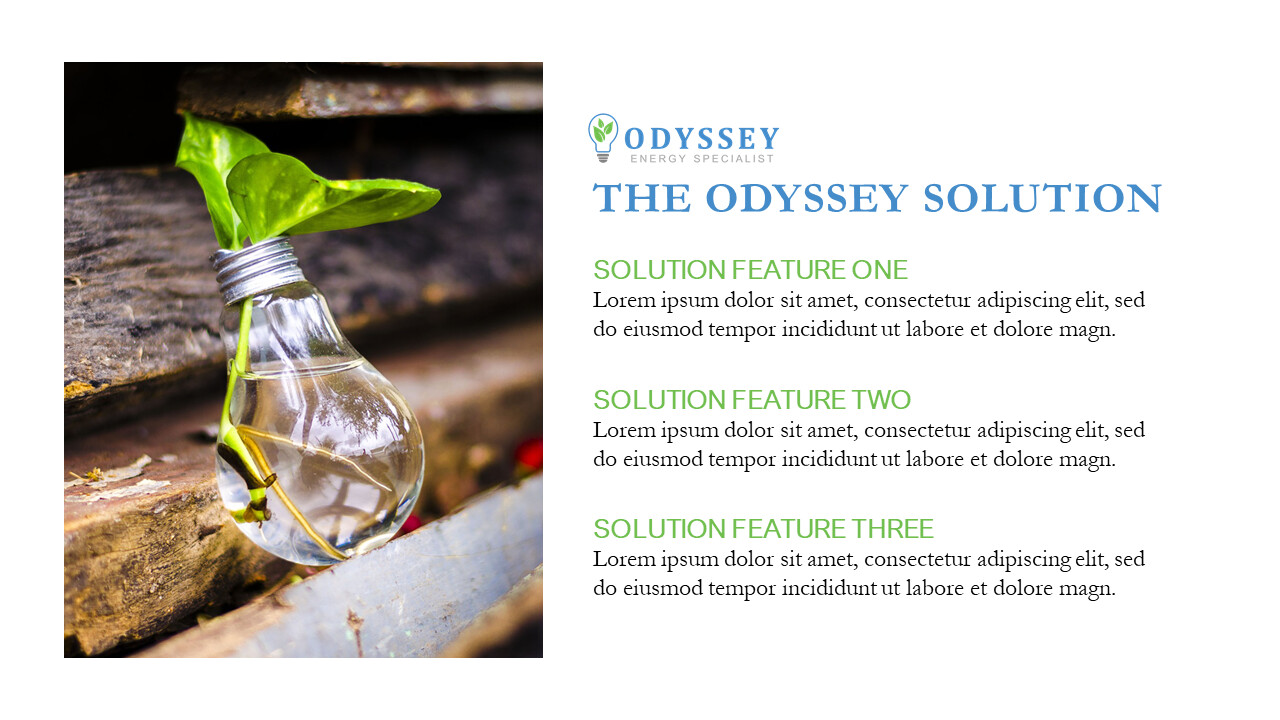 ODYSSEY
ENERGY SPECIALIST
THE ODYSSEY SOLUTION
SOLUTION FEATURE ONE
Lorem ipsum dolor sit amet, consectetur adipiscing elit, sed
do eiusmod tempor incididunt ut labore et dolore magn.
SOLUTION FEATURE TWO
Lorem ipsum dolor sit amet, consectetur adipiscing elit, sed
do eiusmod tempor incididunt ut labore et dolore magn.
SOLUTION FEATURE THREE
Lorem ipsum dolor sit amet, consectetur adipiscing elit, sed
do eiusmod tempor incididunt ut labore et dolore magn.